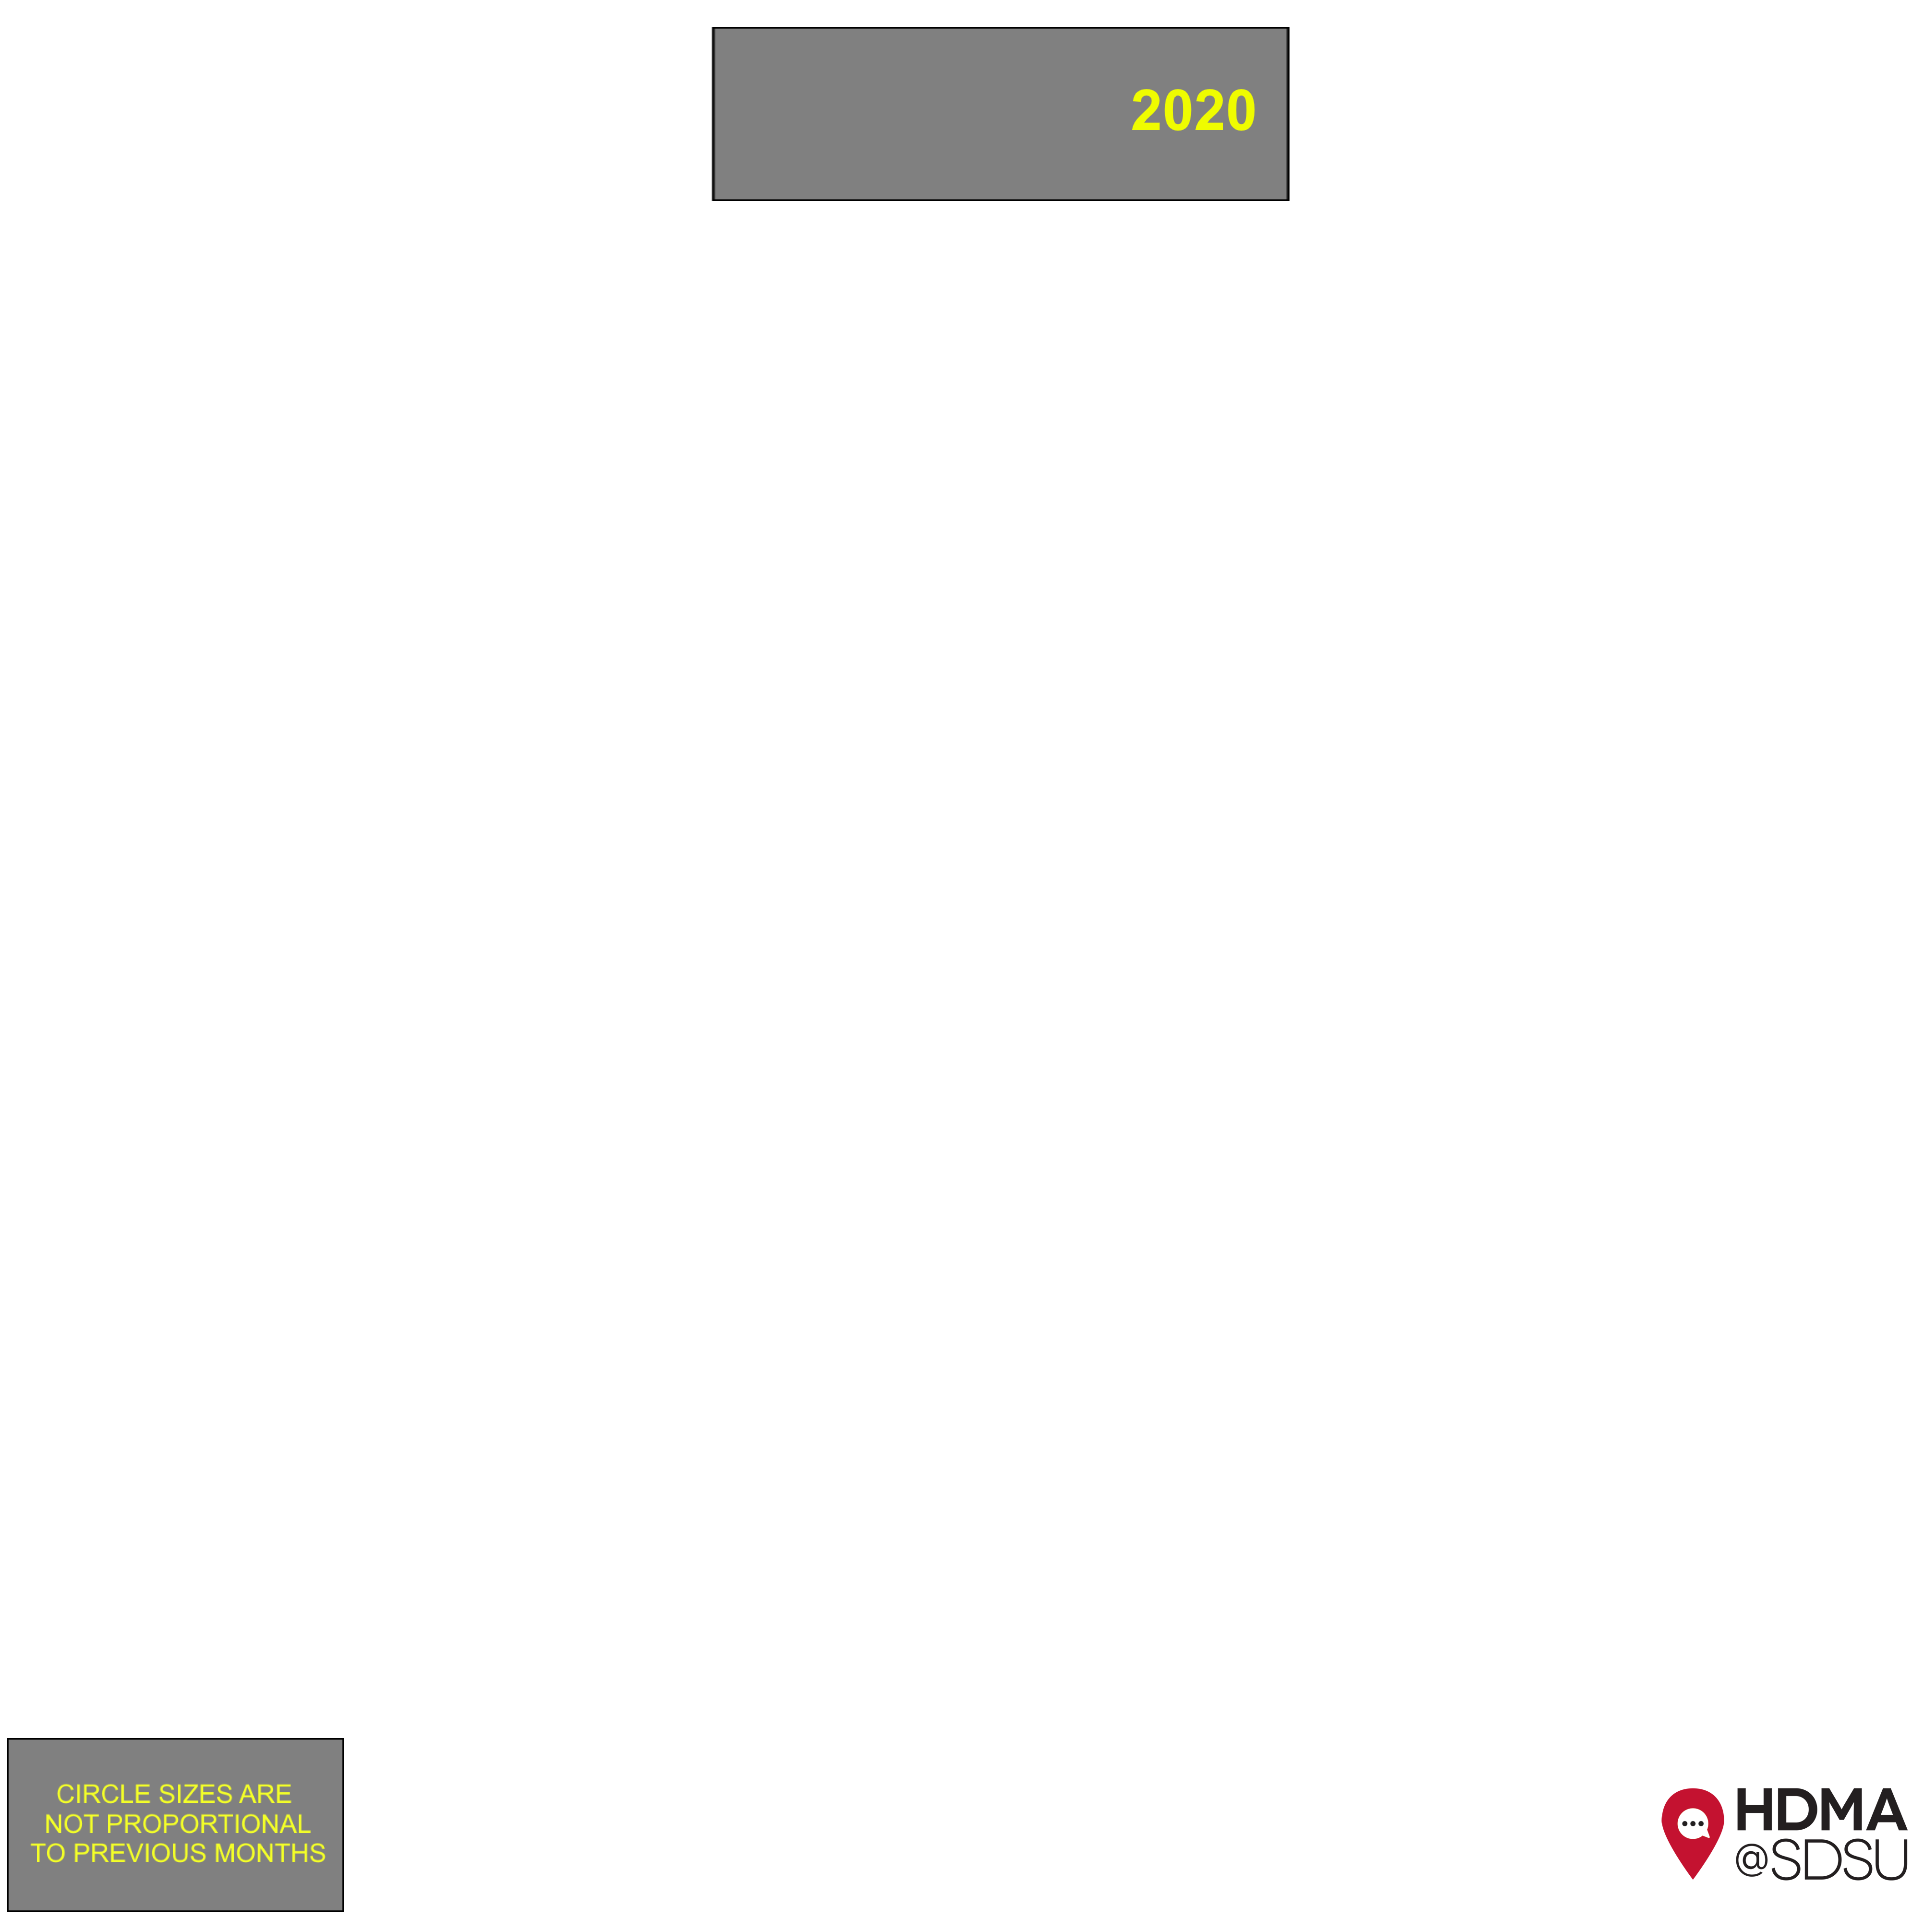 2020
CIRCLE SIZES ARE
NOT PROPORTIONAL
TO PREVIOUS MONTHS
HDMA
@SDSU